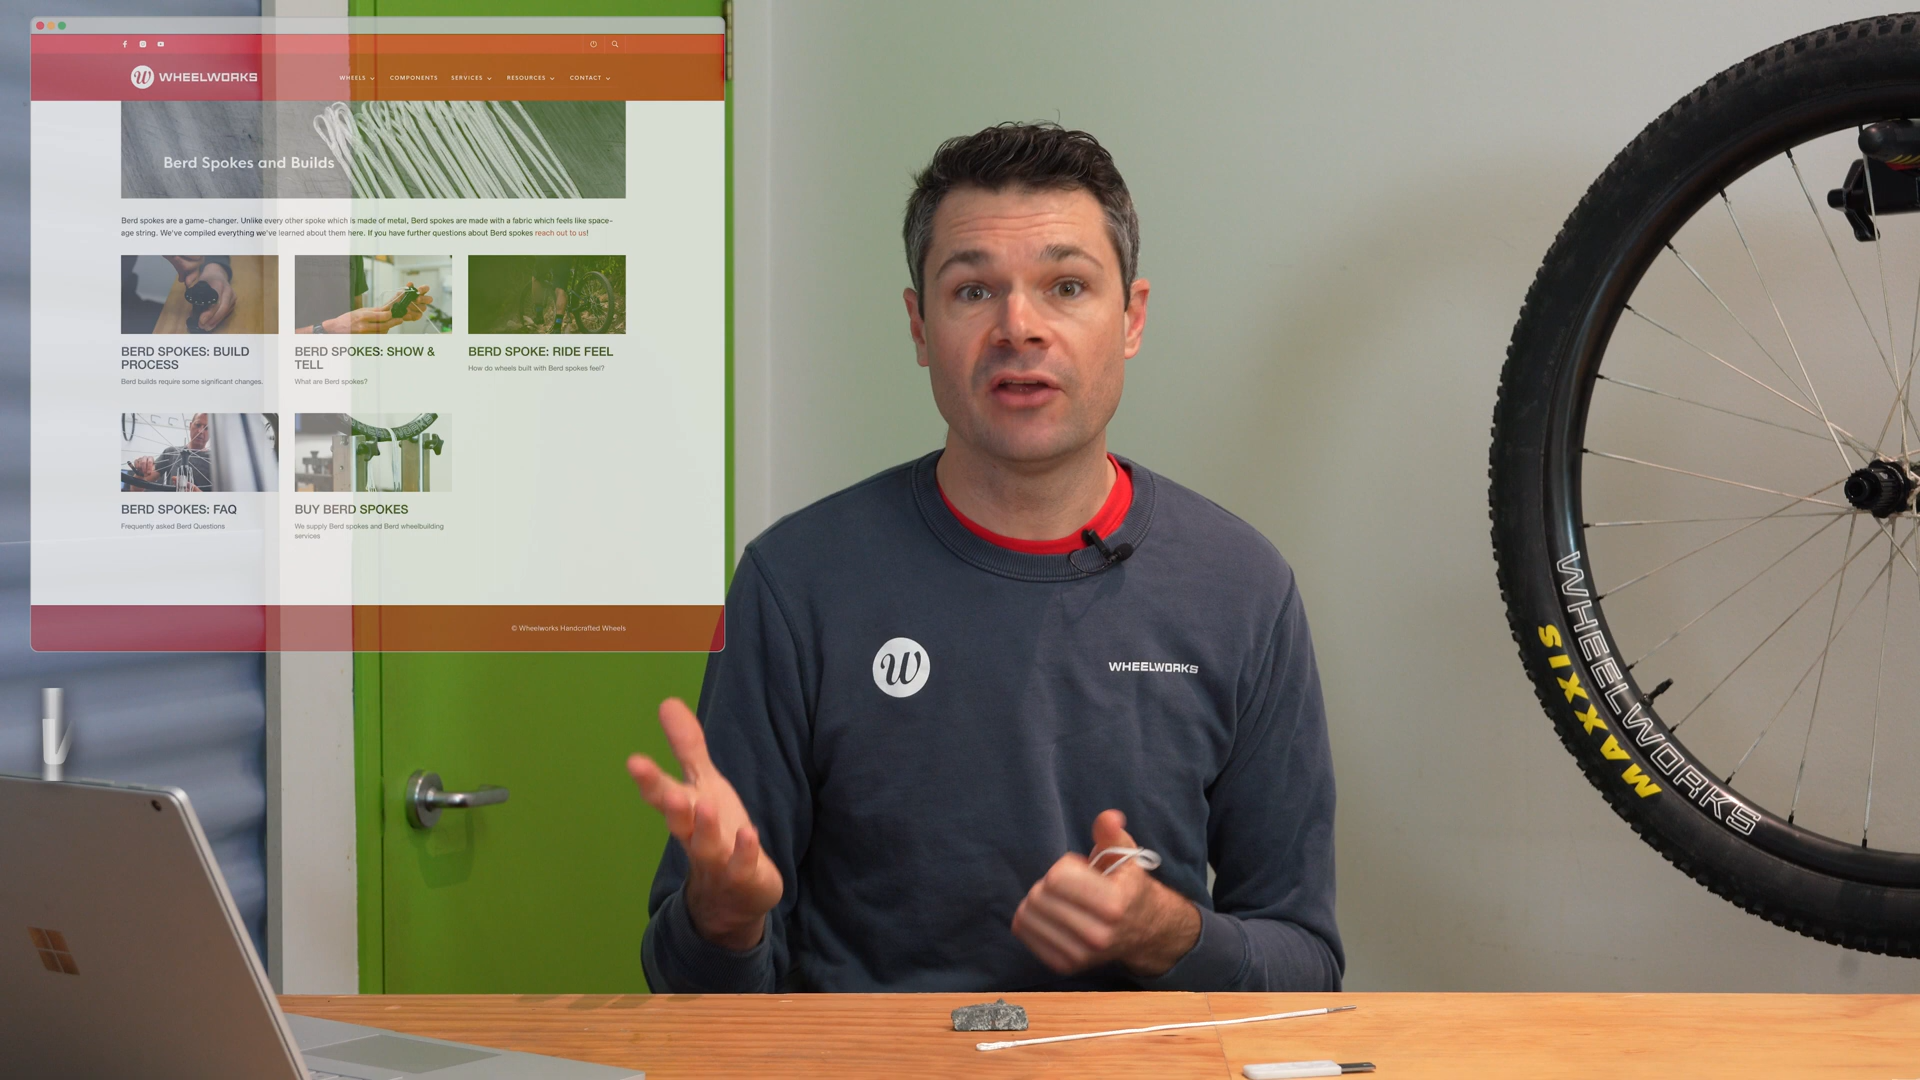 WHEELWORKS
WHEELS
COMPONENTS
SERVICES
RESOURCES
CONTACT
Berd Spokes and Builds
Berd spokes are a game-changer. Unlike every other spoke which is made of metal, Berd spokes are made with a fabric which feels like space-
age string. We've compiled everything we've learned about them here. If you have further questions about Berd spokes reach out to us!
BERD SPOKES: BUILD
PROCESS
Berd builds require some significant changes.
BERD SPOKES: SHOW &
TELL
What are Berd spokes?
BERD SPOKE: RIDE FEEL
How do wheels built with Berd spokes feel?
BERD SPOKES: FAQ
Frequently asked Berd Questions
BUY BERD SPOKES
We supply Berd spokes and Berd wheelbuilding
services
© Wheelworks Handcrafted Wheels
W
WHEELWORKS
WHEELWORKS
MAXXIS